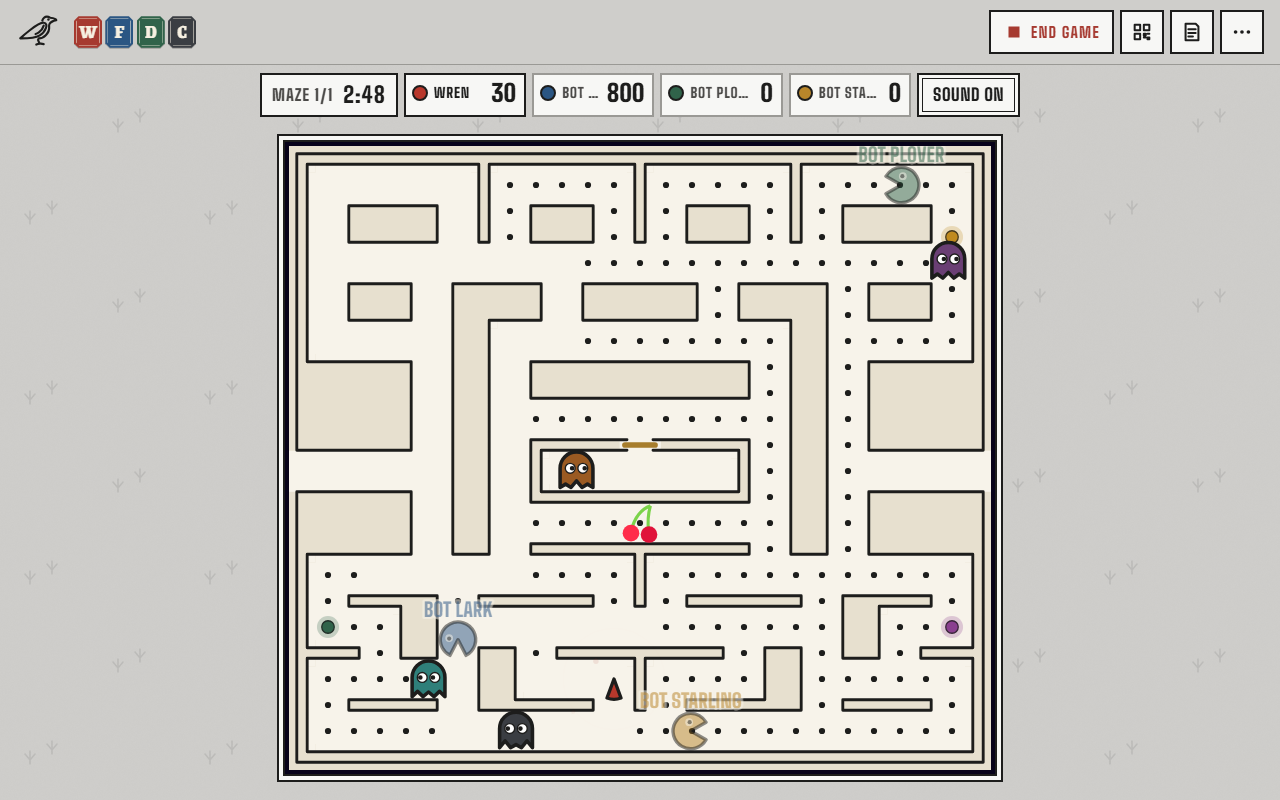 W F D C
END GAME
MAZE 1/1 2:48
WREN 30
BOT ... 800
BOT PLO... 0
BOT STA... 0
SOUND ON
BOT PLOVER
BOT LARK
BOT STARLING